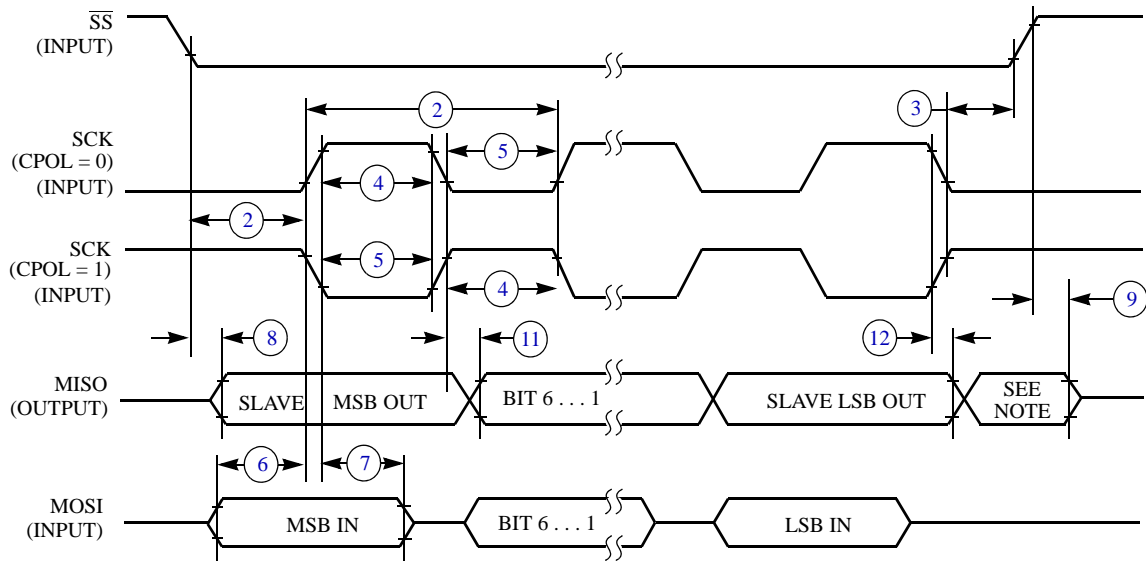 SS
(INPUT)
2
3
SCK
(CPOL = 0)
(INPUT)
5
4
2
SCK
(CPOL = 1)
(INPUT)
5
4
9
8
11
12
MISO
(OUTPUT)
SLAVE MSB OUT
BIT 6 . . . 1
SLAVE LSB OUT
SEE
NOTE
6
7
MOSI
(INPUT)
MSB IN
BIT 6 . . . 1
LSB IN